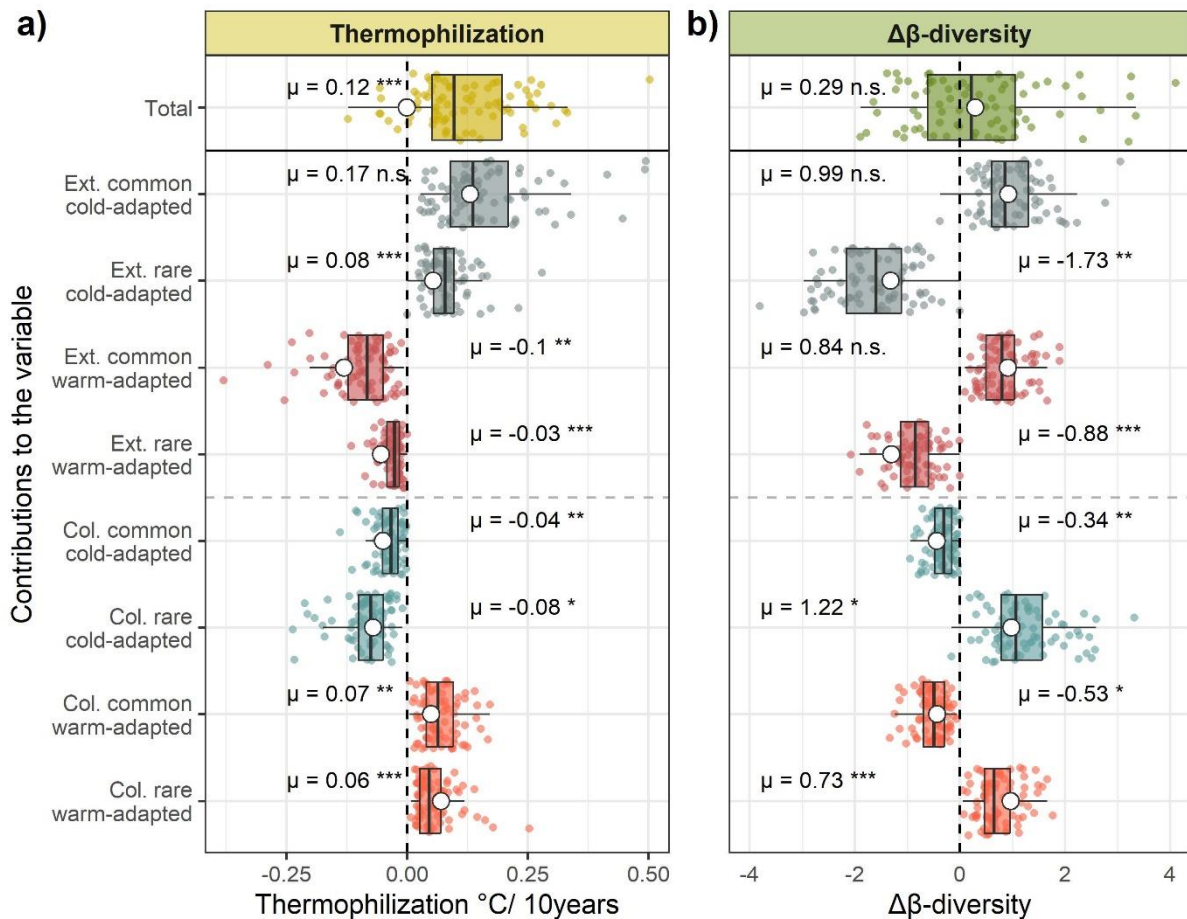 a)
Thermophilization
b)
Δβ-diversity
Contributions to the variable
Total
μ = 0.12 ***
μ = 0.29 n.s.
Ext. common
cold-adapted
μ = 0.17 n.s.
μ = 0.99 n.s.
Ext. rare
cold-adapted
μ = 0.08 ***
μ = -1.73 **
Ext. common
warm-adapted
μ = -0.1 **
μ = 0.84 n.s.
Ext. rare
warm-adapted
μ = -0.03 ***
μ = -0.88 ***
Col. common
cold-adapted
μ = -0.04 **
μ = -0.34 **
Col. rare
cold-adapted
μ = -0.08 *
μ = 1.22 *
Col. common
warm-adapted
μ = 0.07 **
μ = -0.53 *
Col. rare
warm-adapted
μ = 0.06 ***
μ = 0.73 ***
-0.25 0.00 0.25 0.50
-4 -2 0 2 4
Thermophilization °C/ 10years
Δβ-diversity